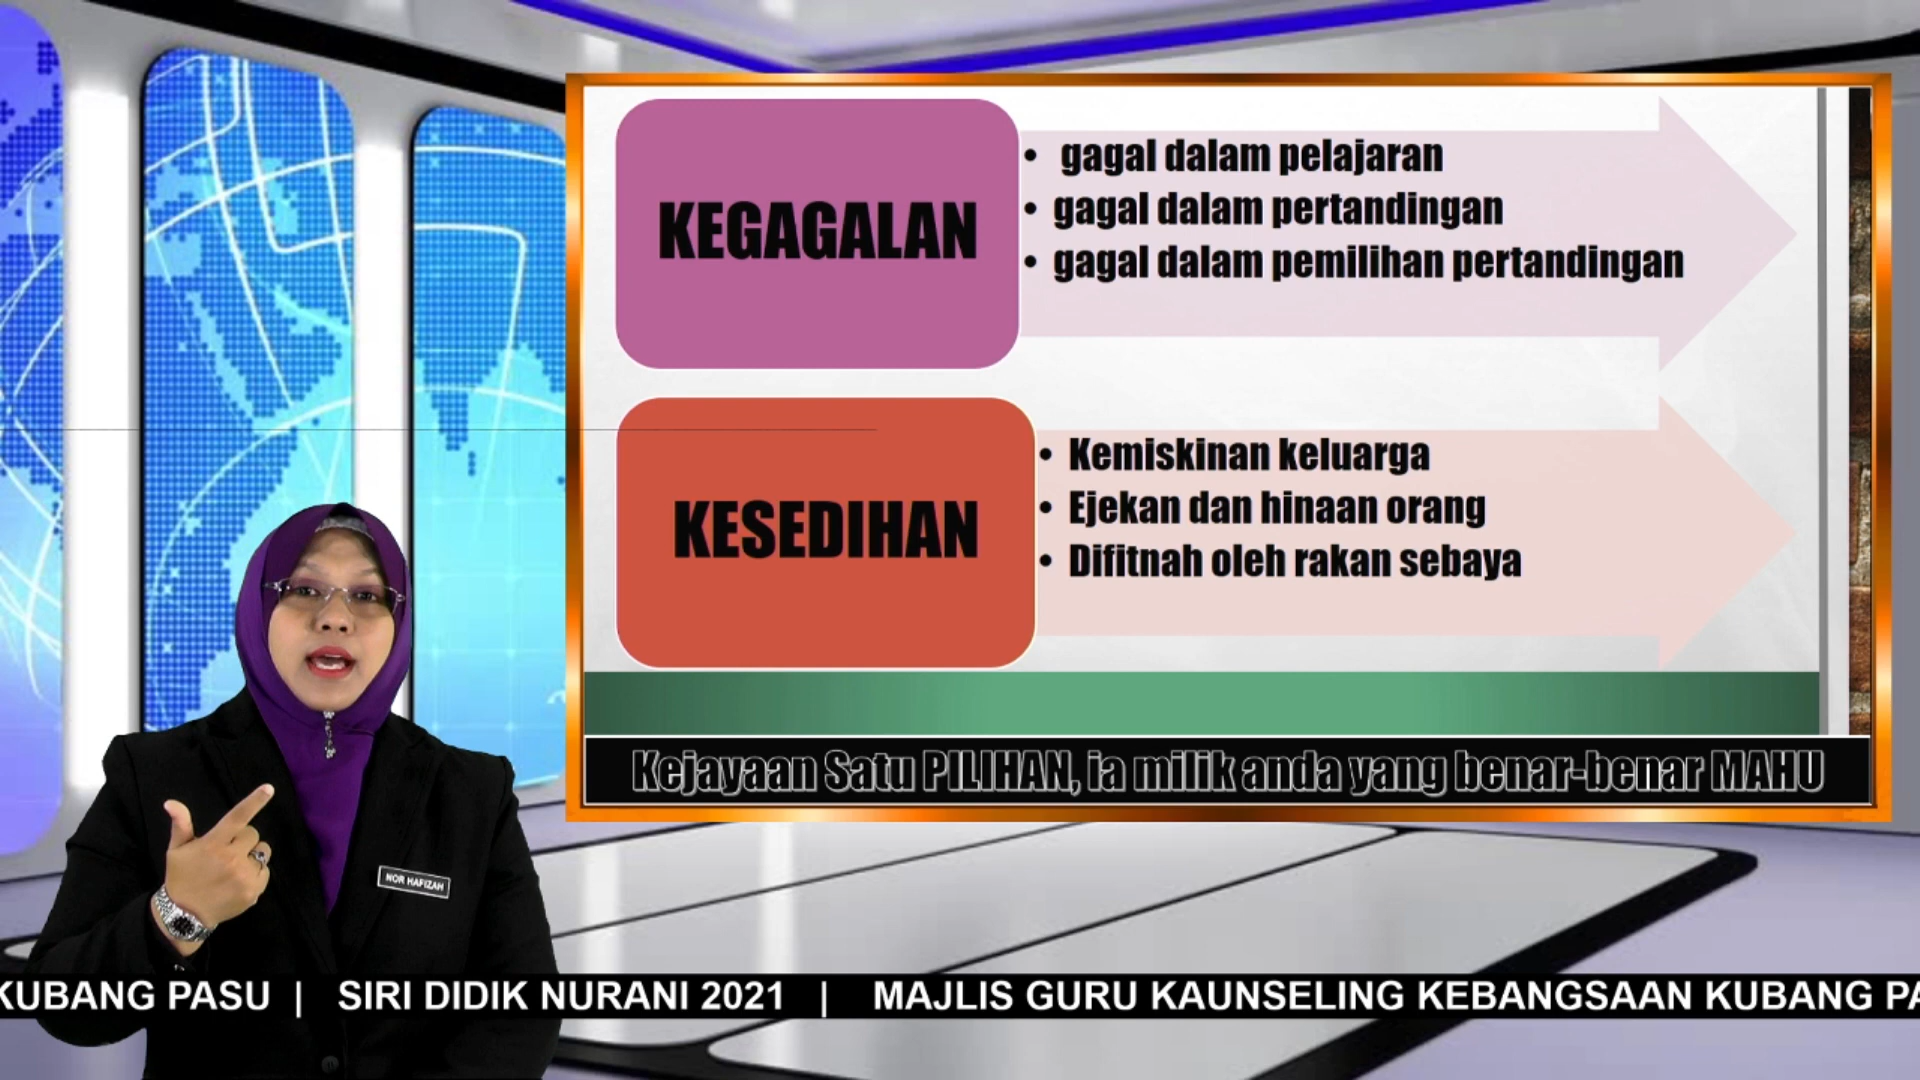 KEGAGALAN
• gagal dalam pelajaran
• gagal dalam pertandingan
• gagal dalam pemilihan pertandingan
KESEDIHAN
• Kemiskinan keluarga
• Ejekan dan hinaan orang
• Difitnah oleh rakan sebaya
Kejayaan Satu PILIHAN, ia milik anda yang benar-benar MAHU
NOR HAFIZAH
KUBANG PASU | SIRI DIDIK NURANI 2021 | MAJLIS GURU KAUNSELING KEBANGSAAN KUBANG PA